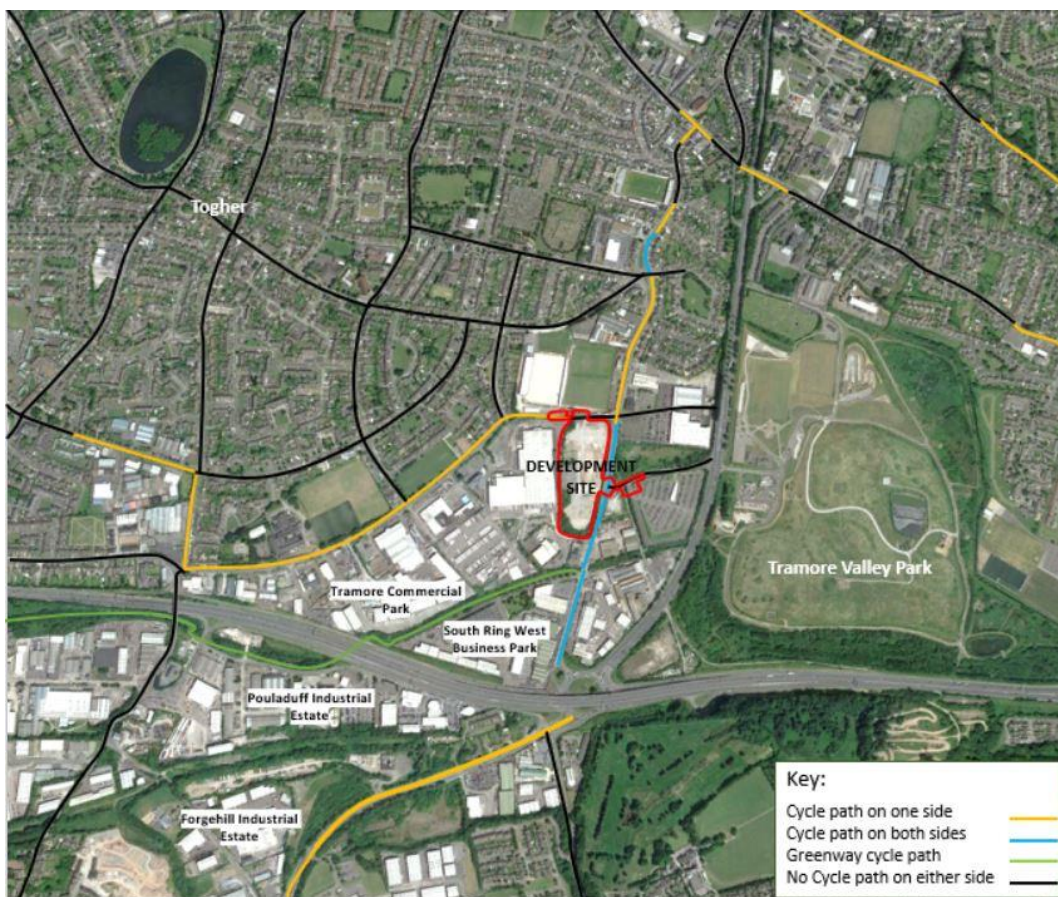 Togher
DEVELOPMENT
SITE
Tramore Valley Park
Tramore Commercial
Park
South Ring West
Business Park
Pouladuff Industrial
Estate
Forgehill Industrial
Estate
Key:
Cycle path on one side
Cycle path on both sides
Greenway cycle path
No Cycle path on either side